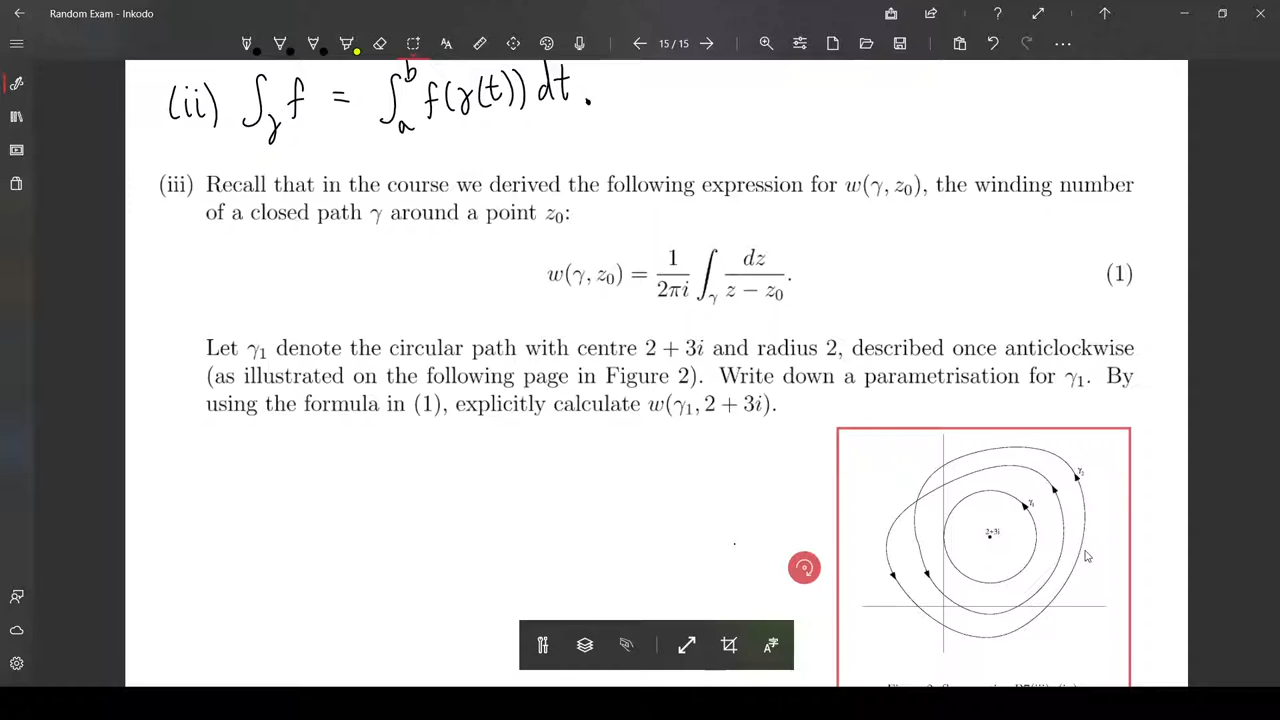 Random Exam - Inkodo
15/15
(ii) ∫_γ f = ∫_a^b f(γ(t)) dt .
(iii) Recall that in the course we derived the following expression for w(γ, z₀), the winding number
of a closed path γ around a point z₀:
w(γ, z₀) = 1/2πi ∫_γ dz/z − z₀. (1)
Let γ₁ denote the circular path with centre 2 + 3i and radius 2, described once anticlockwise
(as illustrated on the following page in Figure 2). Write down a parametrisation for γ₁. By
using the formula in (1), explicitly calculate w(γ₁, 2 + 3i).
γ₂
γ₁
2+3i